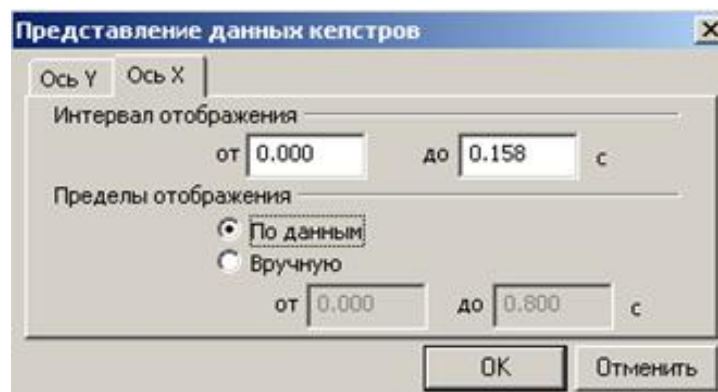 Представление данных кепстров
Ось Y Ось X
Интервал отображения
от 0.000 до 0.158 с
Пределы отображения
По данным
Вручную
от 0.000 до 0.800 с
OK Отменить